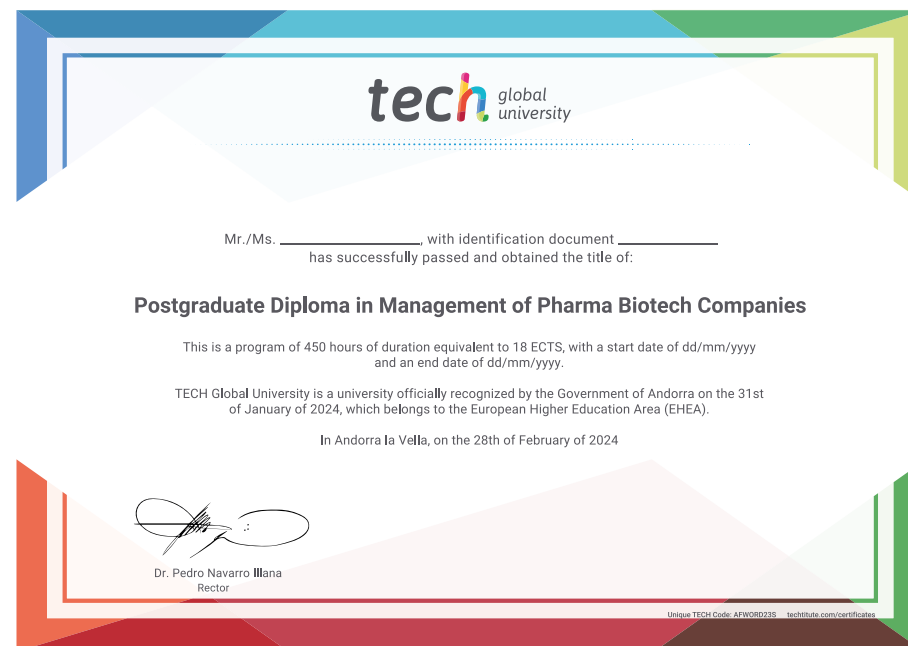 tech global university
Mr./Ms. ____________, with identification document ____________
has successfully passed and obtained the title of:
Postgraduate Diploma in Management of Pharma Biotech Companies
This is a program of 450 hours of duration equivalent to 18 ECTS, with a start date of dd/mm/yyyy
and an end date of dd/mm/yyyy.
TECH Global University is a university officially recognized by the Government of Andorra on the 31st
of January of 2024, which belongs to the European Higher Education Area (EHEA).
In Andorra la Vella, on the 28th of February of 2024
Dr. Pedro Navarro Illana
Rector
Unique TECH Code: AFWORD23S techtitute.com/certificates